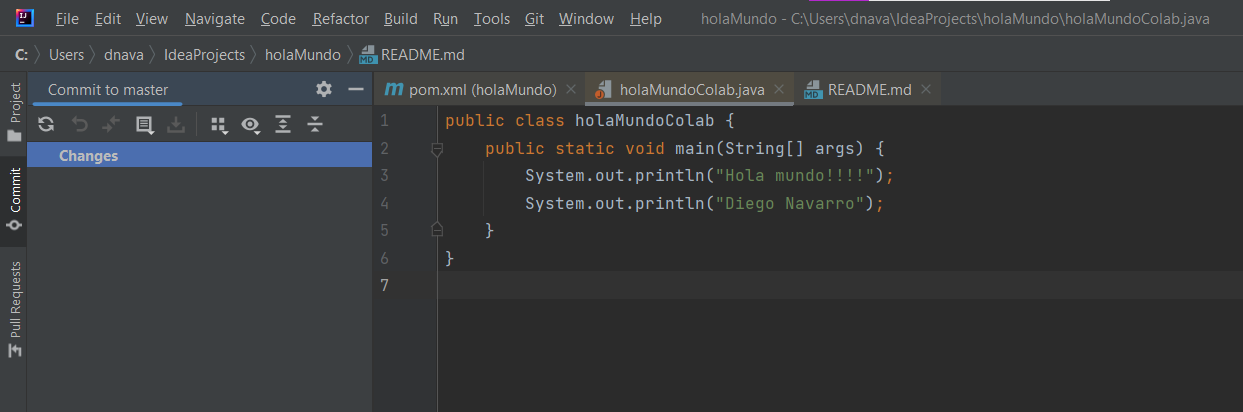 File Edit View Navigate Code Refactor Build Run Tools Git Window Help holaMundo - C:\Users\dnava\IdeaProjects\holaMundo\holaMundoColab.java
C: Users dnava IdeaProjects holaMundo README.md
Project
Commit
Pull Requests
Commit to master
Changes
pom.xml (holaMundo) holaMundoColab.java README.md
1 public class holaMundoColab {
2 public static void main(String[] args) {
3 System.out.println("Hola mundo!!!!");
4 System.out.println("Diego Navarro");
5 }
6 }
7